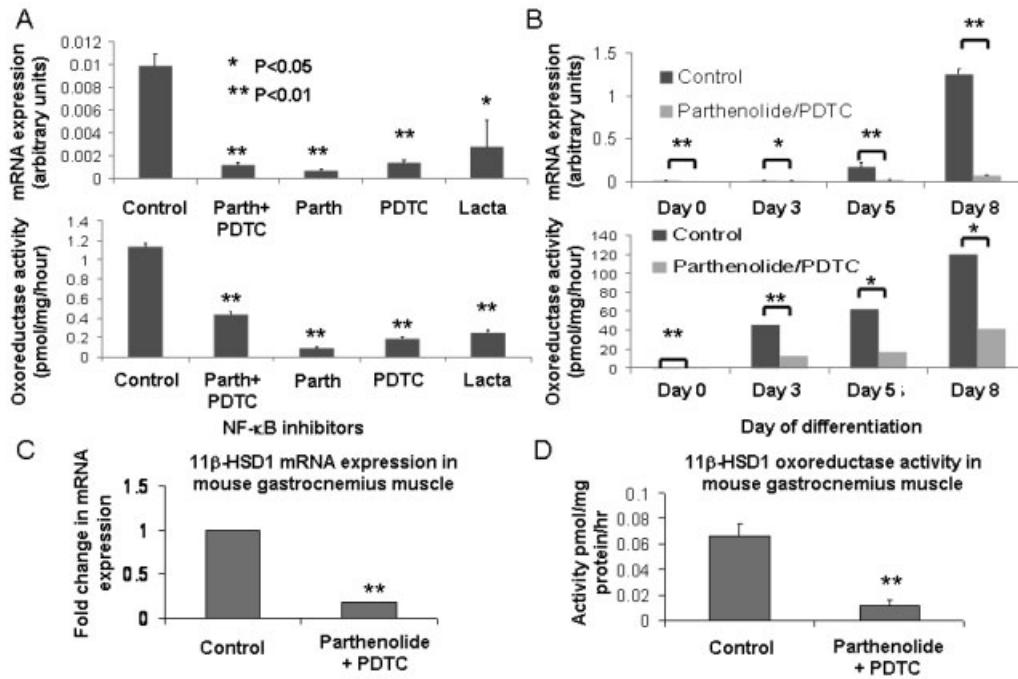 A
mRNA expression
(arbitrary units)
0.012
0.01
0.008
0.006
0.004
0.002
0
* P<0.05
** P<0.01
**
**
**
*
Control
Parth+
PDTC
Parth
PDTC
Lacta
Oxoreductase activity
(pmol/mg/hour)
1.4
1.2
1
0.8
0.6
0.4
0.2
0
**
**
**
**
Control
Parth+
PDTC
Parth
PDTC
Lacta
NF-κB inhibitors
B
mRNA expression
(arbitrary units)
1.5
1
0.5
0
Control
Parthenolide/PDTC
**
*
**
**
Day 0
Day 3
Day 5
Day 8
Oxoreductase activity
(pmol/mg/hour)
140
120
100
80
60
40
20
0
Control
Parthenolide/PDTC
**
**
*
*
Day 0
Day 3
Day 5
Day 8
Day of differentiation
C
11β-HSD1 mRNA expression in
mouse gastrocnemius muscle
Fold change in mRNA
expression
1.5
1
0.5
0
**
Control
Parthenolide
+ PDTC
D
11β-HSD1 oxoreductase activity in
mouse gastrocnemius muscle
Activity pmol/mg
protein/hr
0.1
0.08
0.06
0.04
0.02
0
**
Control
Parthenolide
+ PDTC